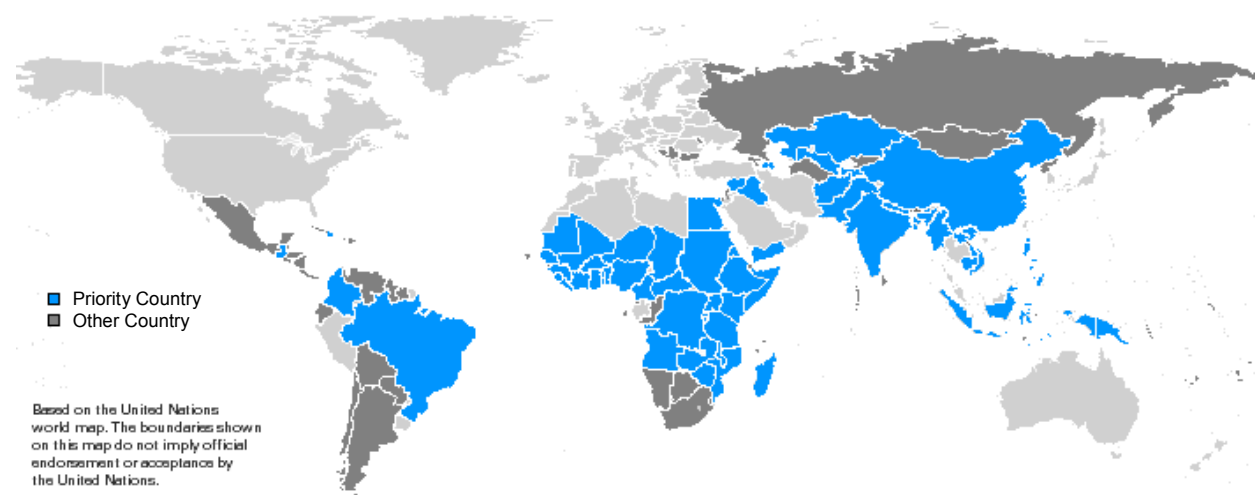 Priority Country
Other Country
Based on the United Nations
world map. The boundaries shown
on this map do not imply official
endorsement or acceptance by
the United Nations.